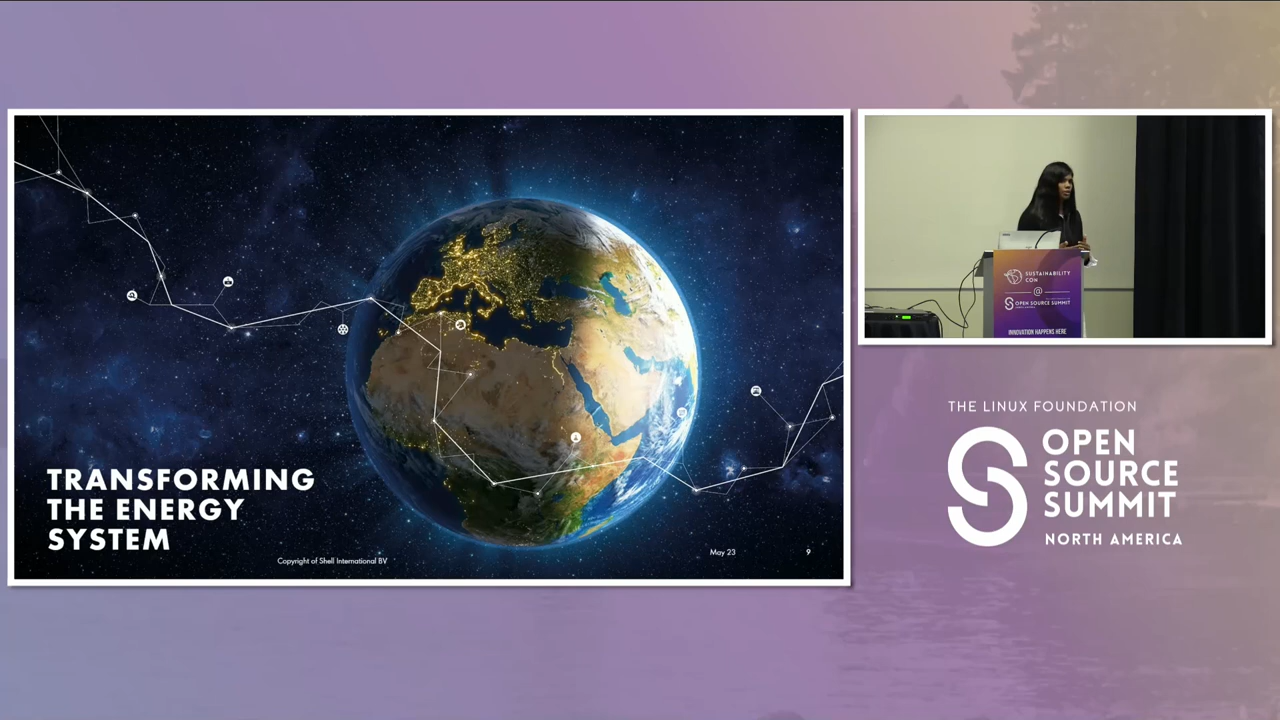 TRANSFORMING
THE ENERGY
SYSTEM
Copyright of Shell International BV
May 23
9
SUSTAINABILITY
CON
@
OPEN SOURCE SUMMIT
INNOVATION HAPPENS HERE
THE LINUX FOUNDATION
OPEN
SOURCE
SUMMIT
NORTH AMERICA